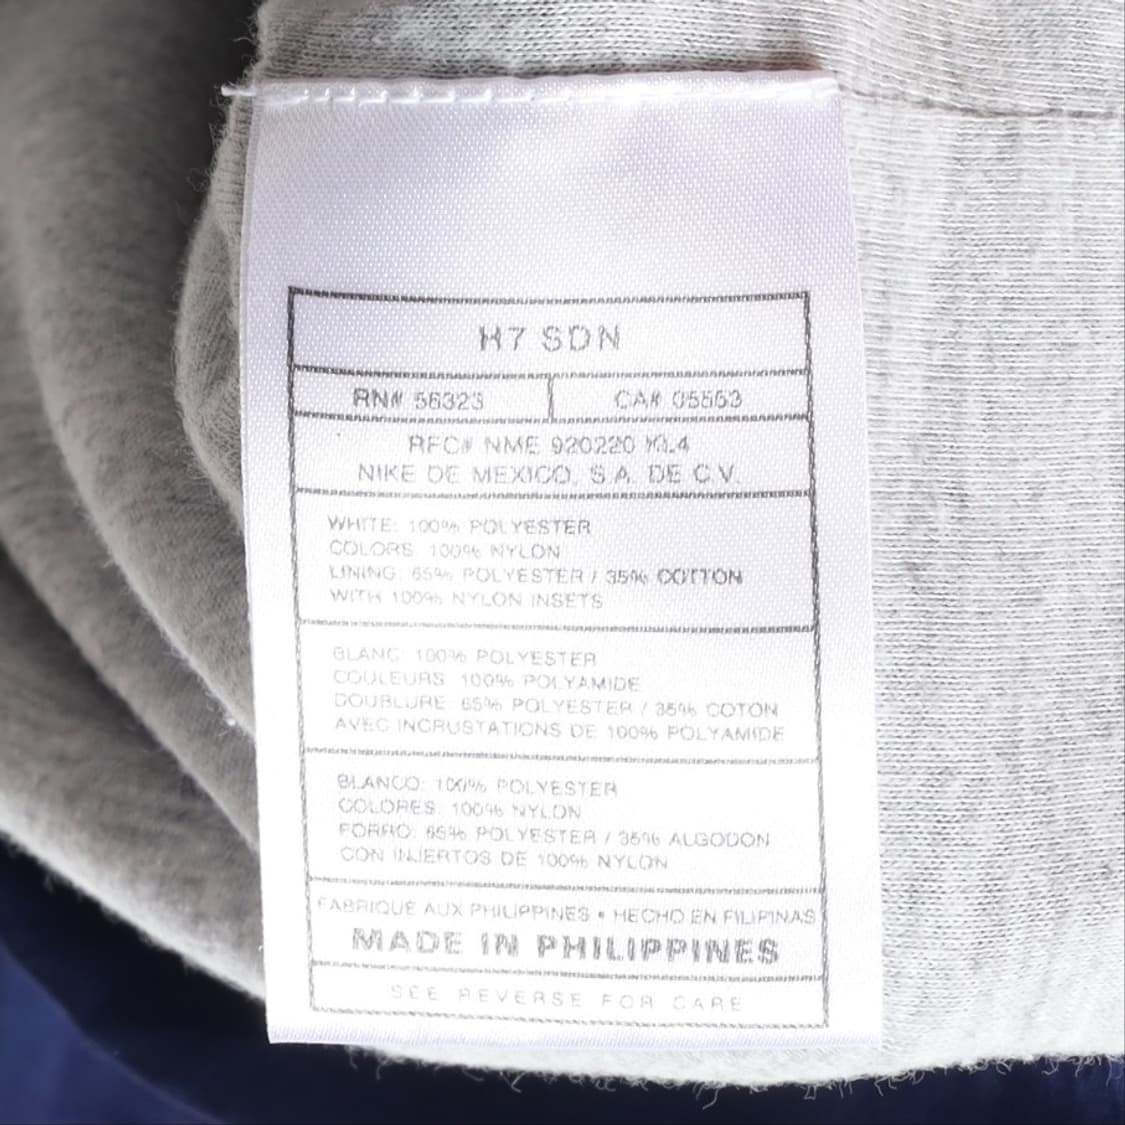 H7 SDN
RN# 56323 CA# 05553
RFC# NME 920220 KL4
NIKE DE MEXICO, S.A. DE C.V.
WHITE: 100% POLYESTER
COLORS: 100% NYLON
LINING: 65% POLYESTER / 35% COTTON
WITH 100% NYLON INSETS
BLANC: 100% POLYESTER
COULEURS: 100% POLYAMIDE
DOUBLURE: 65% POLYESTER / 35% COTON
AVEC INCRUSTATIONS DE 100% POLYAMIDE
BLANCO: 100% POLYESTER
COLORES: 100% NYLON
FORRO: 65% POLYESTER / 35% ALGODON
CON INJERTOS DE 100% NYLON
FABRIQUE AUX PHILIPPINES • HECHO EN FILIPINAS
MADE IN PHILIPPINES
SEE REVERSE FOR CARE